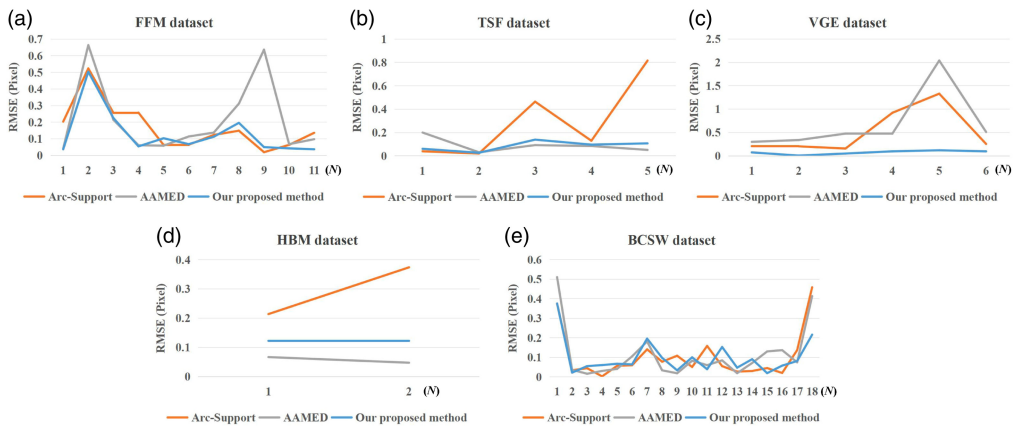 (a)
FFM dataset
RMSE (Pixel)
0.7
0.6
0.5
0.4
0.3
0.2
0.1
0
1 2 3 4 5 6 7 8 9 10 11 (N)
Arc-Support AAMED Our proposed method
(b)
TSF dataset
RMSE (Pixel)
1
0.8
0.6
0.4
0.2
0
1 2 3 4 5 (N)
Arc-Support AAMED Our proposed method
(c)
VGE dataset
RMSE (Pixel)
2.5
2
1.5
1
0.5
0
1 2 3 4 5 6 (N)
Arc-Support AAMED Our proposed method
(d)
HBM dataset
RMSE (Pixel)
0.4
0.3
0.2
0.1
0
1 2 (N)
Arc-Support AAMED Our proposed method
(e)
BCSW dataset
RMSE (Pixel)
0.6
0.5
0.4
0.3
0.2
0.1
0
1 2 3 4 5 6 7 8 9 10 11 12 13 14 15 16 17 18 (N)
Arc-Support AAMED Our proposed method